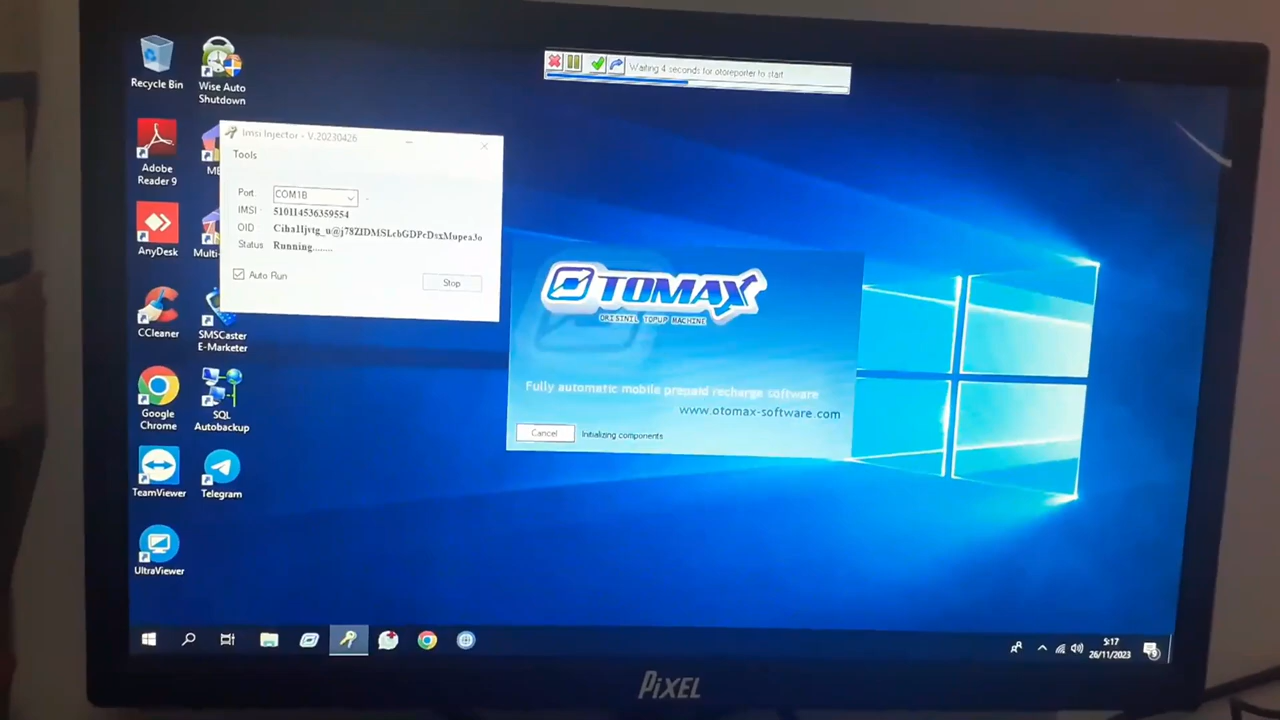 Recycle Bin
Wise Auto
Shutdown
Waiting 4 seconds for otoreporter to start
Imsi Injector - V.20230426
Tools
Port
COM18
IMSI
510114536359554
OID
Status
Running........
Auto Run
Stop
Adobe
Reader 9
AnyDesk
Multi-
CCleaner
SMSCaster
E-Marketer
Google
Chrome
SQL
Autobackup
TeamViewer
Telegram
UltraViewer
OTOMAX
ORISINIL TOPUP MACHINE
Fully automatic mobile prepaid recharge software
www.otomax-software.com
Cancel
Initializing components
5:17
26/11/2023
PiXEL